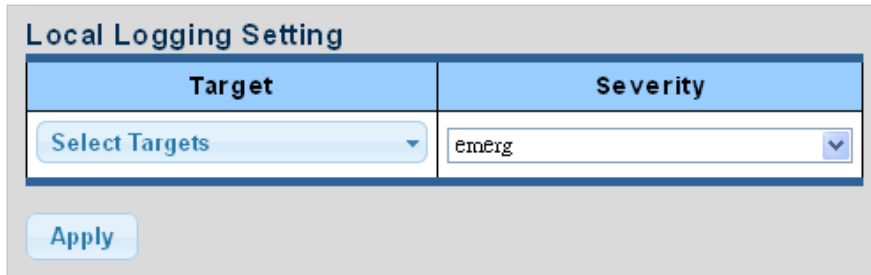 Local Logging Setting
Target Severity
Select Targets emerg
Apply